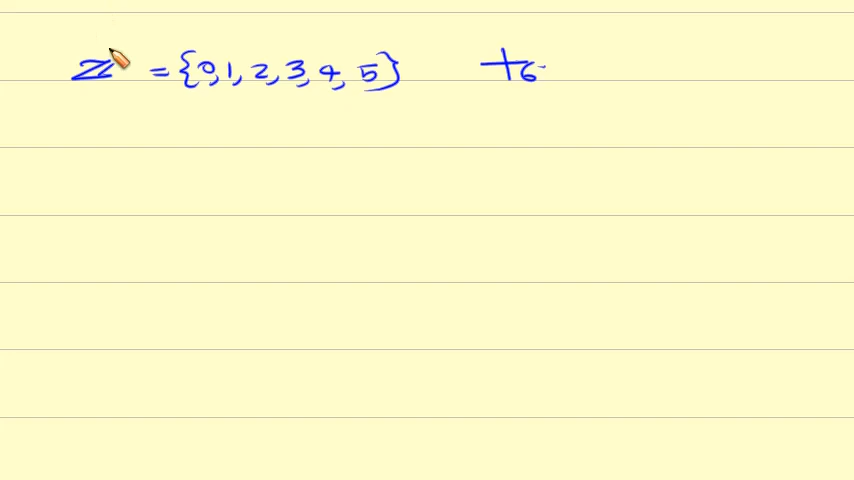 ℤ = {0,1, 2, 3, 4, 5} +₆